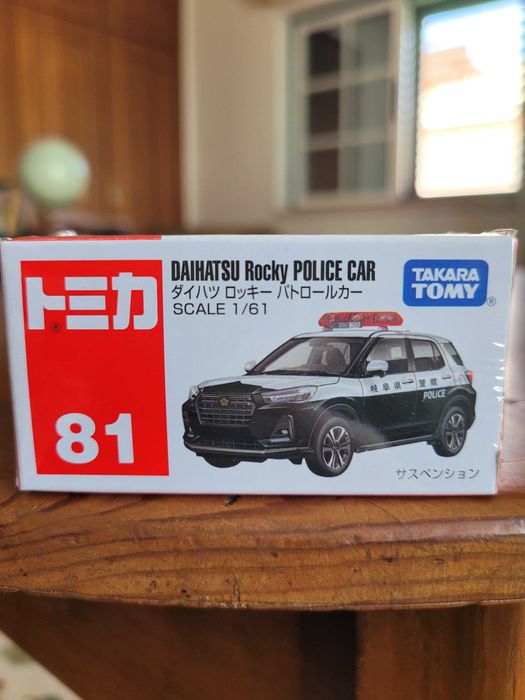 トミカ
®
81
DAIHATSU Rocky POLICE CAR
ダイハツ ロッキー パトロールカー
SCALE 1/61
TAKARA
TOMY®
岐阜県 警察
POLICE
サスペンション